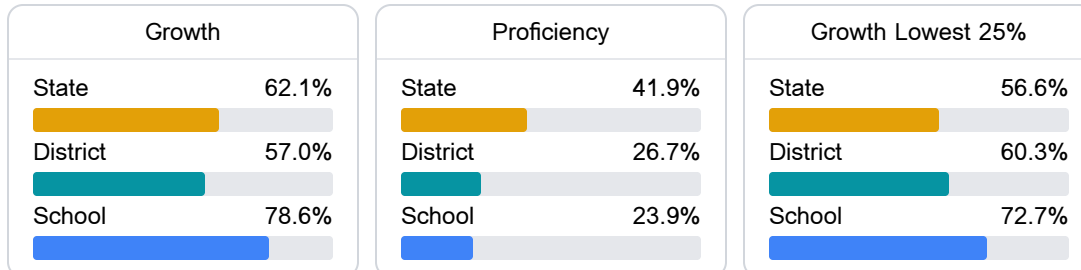 Growth
State 62.1%
District 57.0%
School 78.6%
Proficiency
State 41.9%
District 26.7%
School 23.9%
Growth Lowest 25%
State 56.6%
District 60.3%
School 72.7%